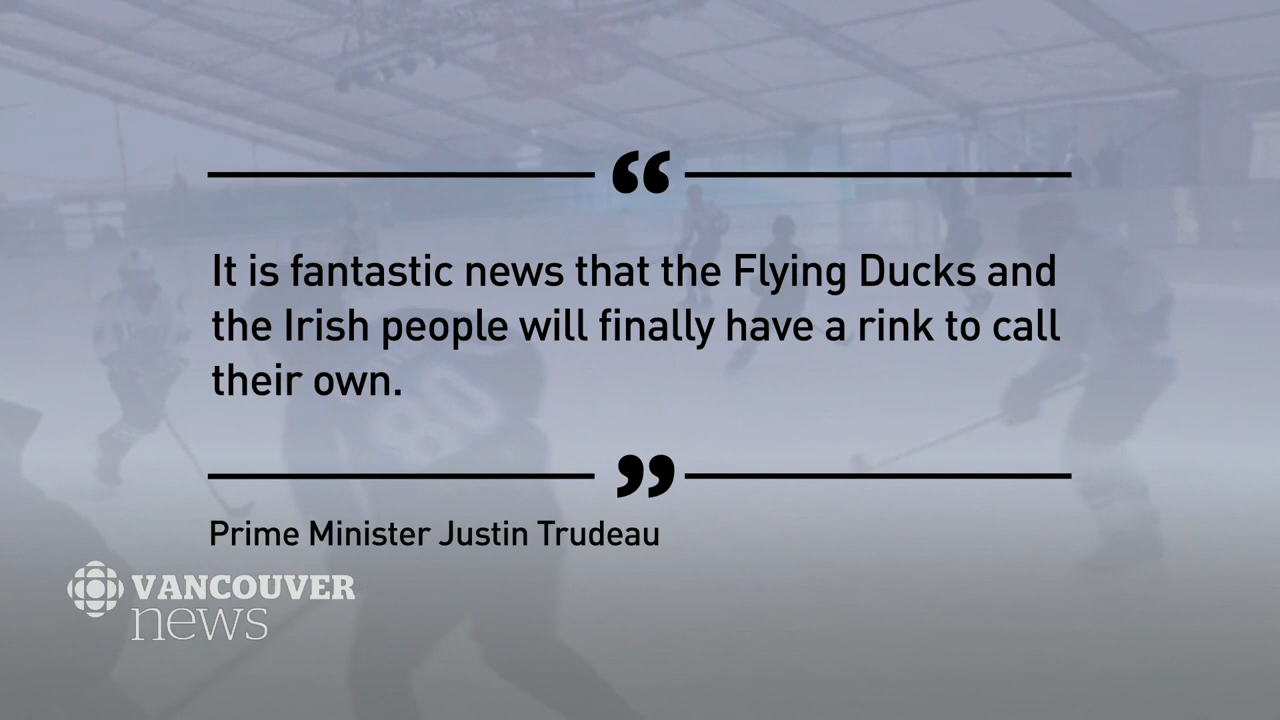 “
It is fantastic news that the Flying Ducks and
the Irish people will finally have a rink to call
their own.
”
Prime Minister Justin Trudeau
VANCOUVER
news
80